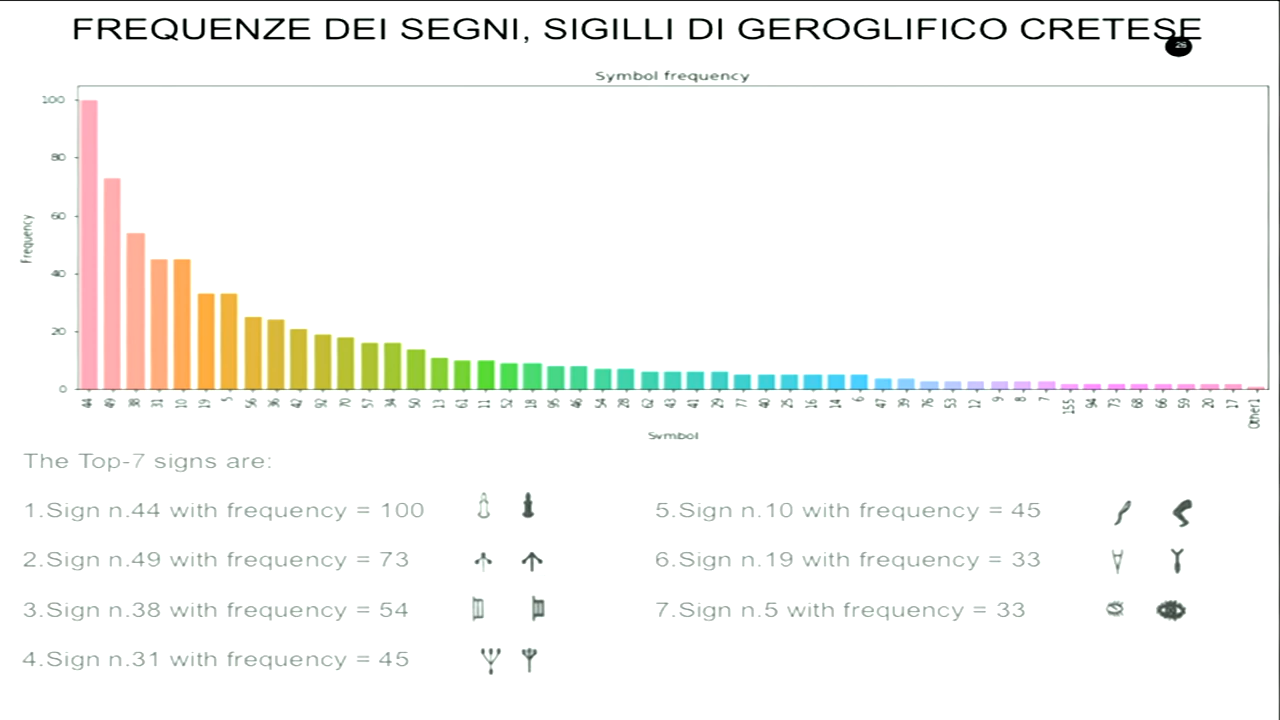 FREQUENZE DEI SEGNI, SIGILLI DI GEROGLIFICO CRETESE
26
Symbol frequency
Frequency
100
80
60
40
20
0
44 49 38 31 10 19 5 56 36 42 92 70 57 34 50 13 61 11 52 18 95 46 54 28 62 43 41 29 77 40 25 16 14 6 47 39 76 53 12 9 8 7 155 94 73 68 66 59 20 17 Other1
Symbol
The Top-7 signs are:
1.Sign n.44 with frequency = 100
2.Sign n.49 with frequency = 73
3.Sign n.38 with frequency = 54
4.Sign n.31 with frequency = 45
5.Sign n.10 with frequency = 45
6.Sign n.19 with frequency = 33
7.Sign n.5 with frequency = 33